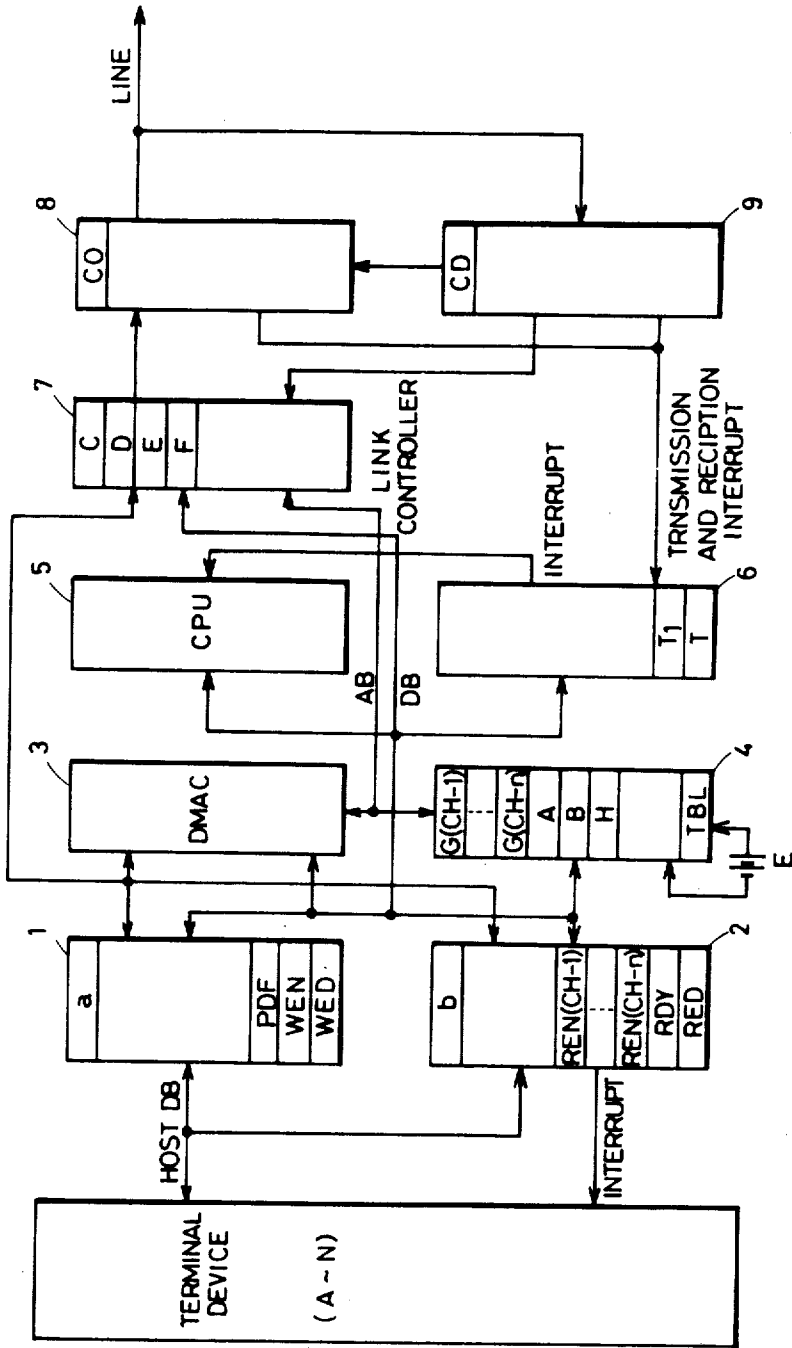 TERMINAL
DEVICE
(A~N)
HOST DB
INTERRUPT
1
a
PDF
WEN
WED
2
b
REN(CH-1)
REN(CH-n)
RDY
RED
3
DMAC
4
G(CH-1)
G(CH-n)
A
B
H
TBL
E
5
CPU
AB
DB
INTERRUPT
6
T1
T
7
C
D
E
F
LINK
CONTROLLER
TRNSMISSION
AND RECIPTION
INTERRUPT
8
CO
9
CD
LINE